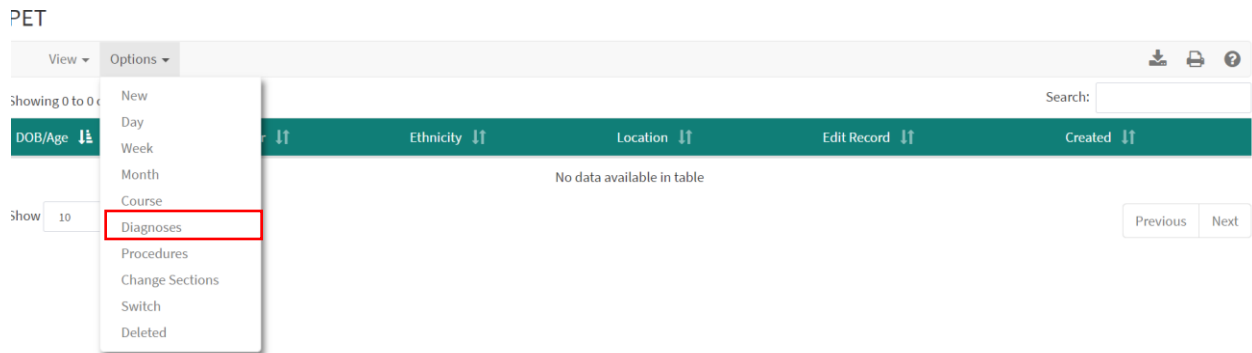 PET
View Options
Showing 0 to 0
Search:
New
Day
Week
Month
Course
Diagnoses
Procedures
Change Sections
Switch
Deleted
DOB/Age Ethnicity Location Edit Record Created
No data available in table
Show 10
Previous Next